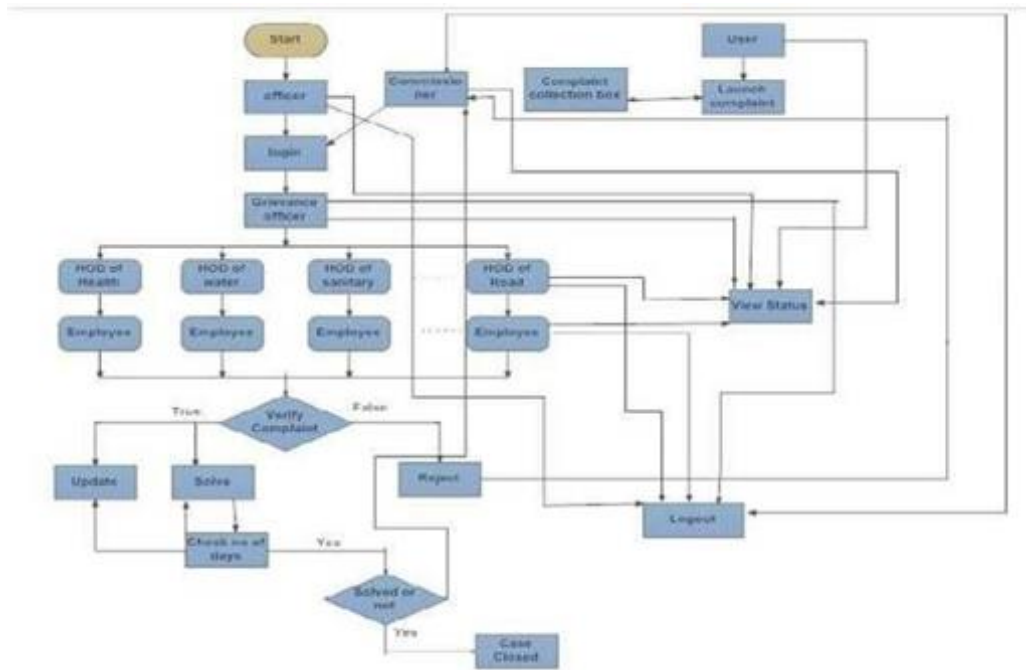 Start
User
officer
Commissio
ner
Complaint
collection box
Launch
complaint
login
Grievance
officer
HOD of
Health
HOD of
water
HOD of
sanitary
HOD of
Road
View Status
Employee
Employee
Employee
Employee
True
False
Verify
Complaint
Update
Solve
Reject
Logout
Check no of
days
Yes
Solved or
not
Yes
Case
Closed